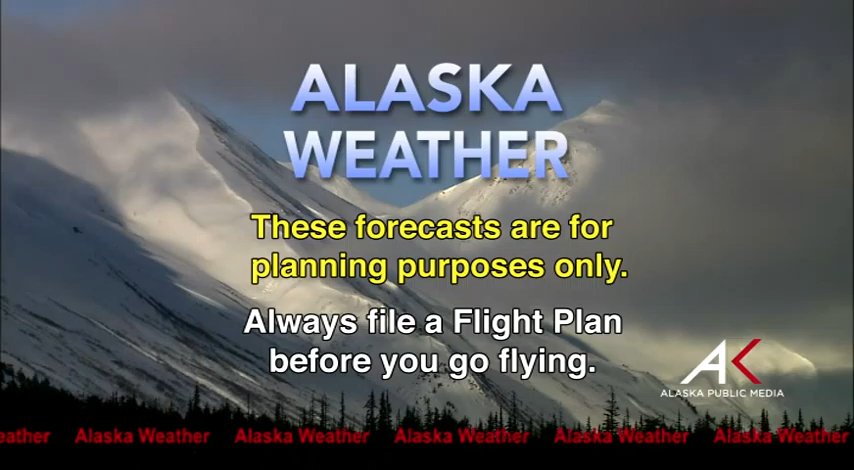 ALASKA
WEATHER
These forecasts are for
planning purposes only.
Always file a Flight Plan
before you go flying.
AK
ALASKA PUBLIC MEDIA
eather Alaska Weather Alaska Weather Alaska Weather Alaska Weather Alaska Weather